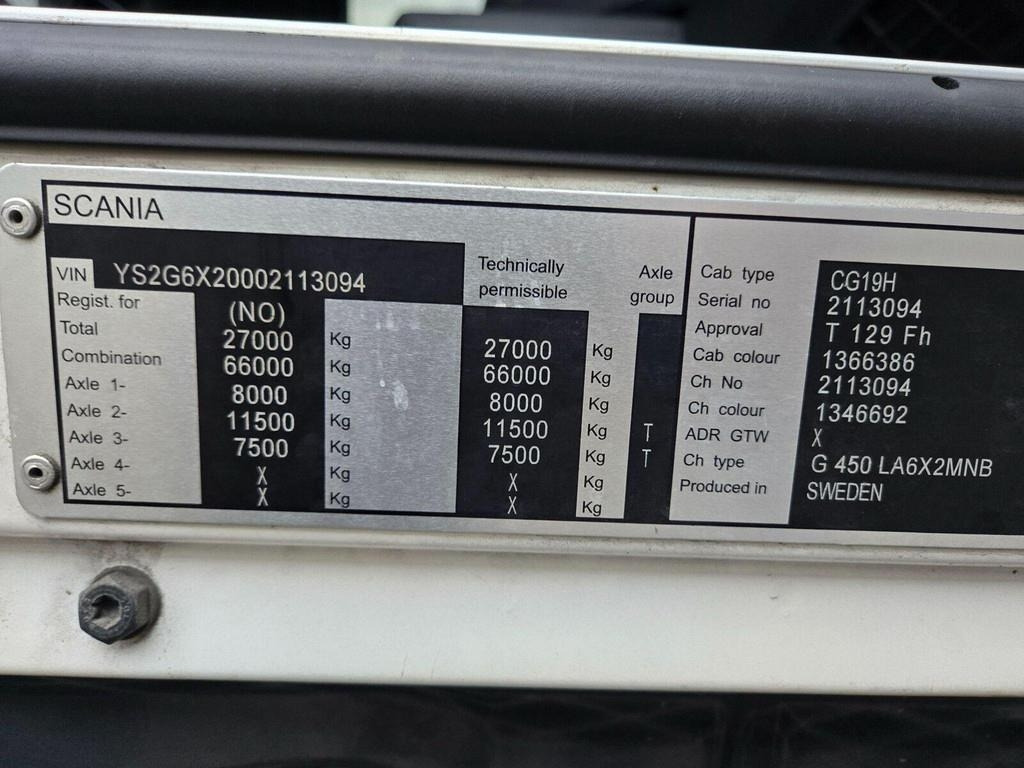 SCANIA
VIN YS2G6X20002113094
Technically permissible
Axle group
Regist. for (NO)
Total 27000 Kg 27000 Kg
Combination 66000 Kg 66000 Kg
Axle 1- 8000 Kg 8000 Kg
Axle 2- 11500 Kg 11500 Kg T
Axle 3- 7500 Kg 7500 Kg T
Axle 4- X Kg X Kg
Axle 5- X Kg X Kg
Cab type CG19H
Serial no 2113094
Approval T 129 Fh
Cab colour 1366386
Ch No 2113094
Ch colour 1346692
ADR GTW X
Ch type G 450 LA6X2MNB
Produced in SWEDEN